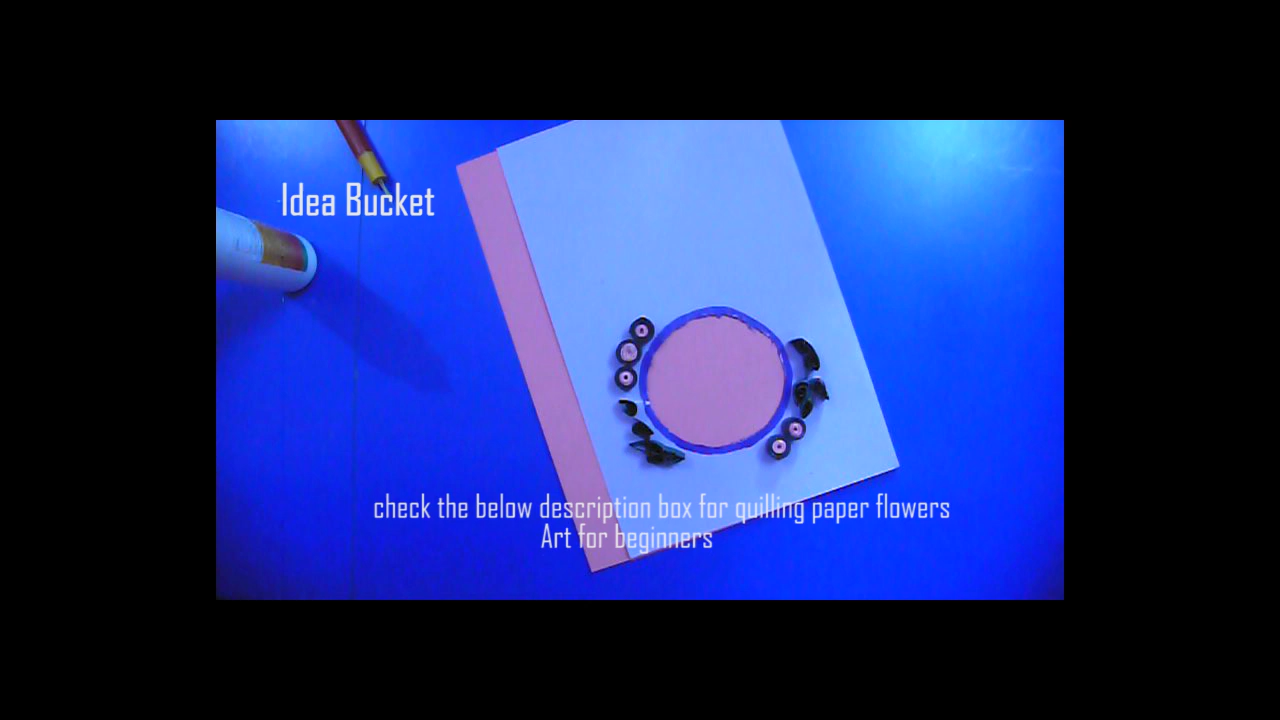 Idea Bucket
check the below description box for quilling paper flowers
Art for beginners